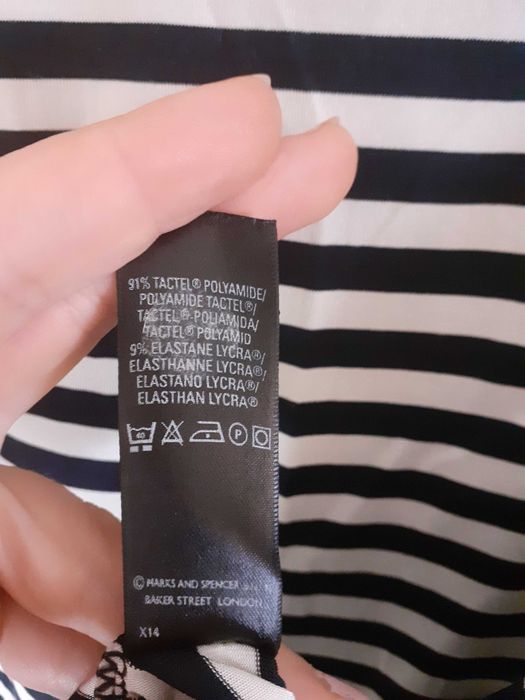 91% TACTEL® POLYAMIDE/
POLYAMIDE TACTEL®/
TACTEL® POLIAMIDA/
TACTEL® POLYAMID
9% ELASTANE LYCRA®/
ELASTHANNE LYCRA®/
ELASTANO LYCRA®/
ELASTHAN LYCRA®
40 P
© MARKS AND SPENCER
BAKER STREET LONDON
X14